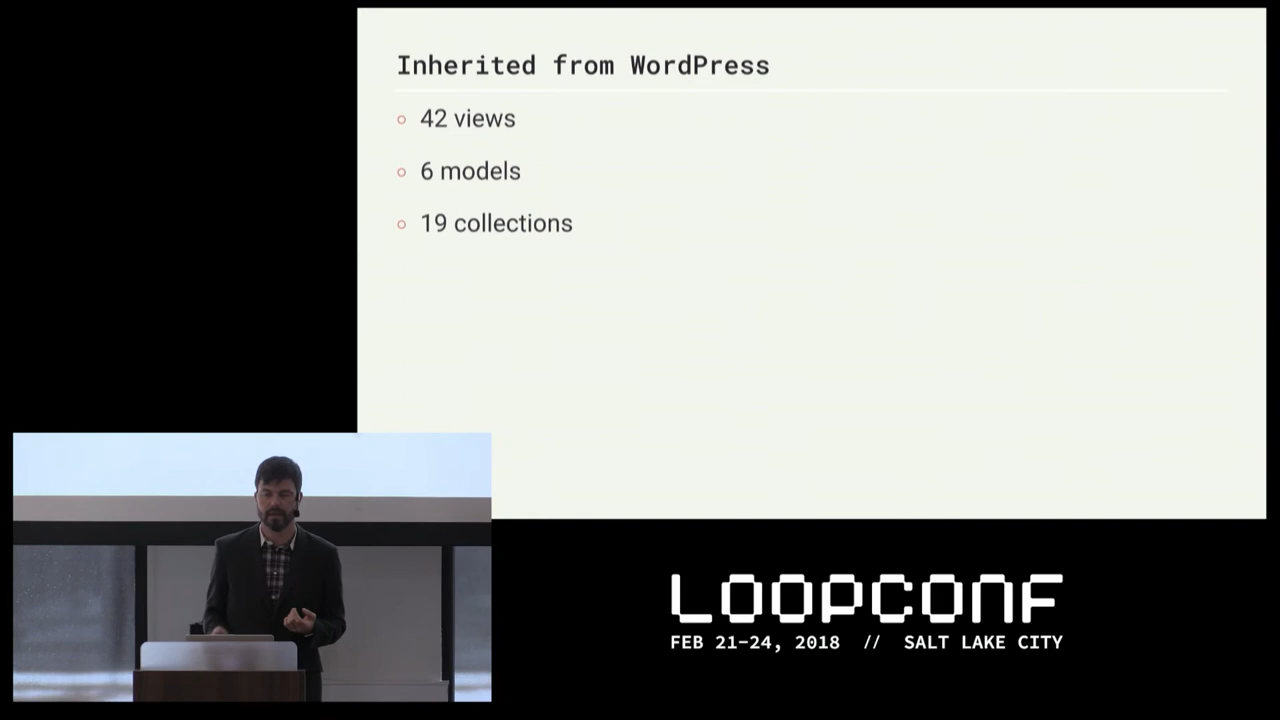 Inherited from WordPress
42 views
6 models
19 collections
LOOPCONF
FEB 21-24, 2018 // SALT LAKE CITY